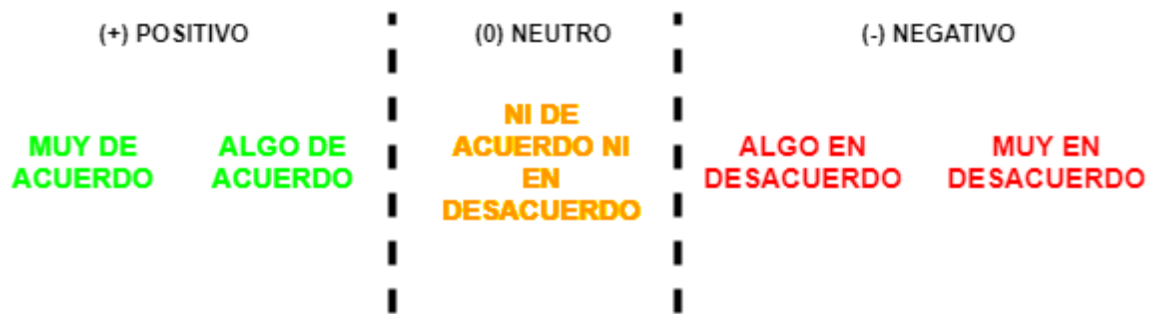 (+) POSITIVO
(0) NEUTRO
(-) NEGATIVO
MUY DE
ACUERDO
ALGO DE
ACUERDO
NI DE
ACUERDO NI
EN
DESACUERDO
ALGO EN
DESACUERDO
MUY EN
DESACUERDO